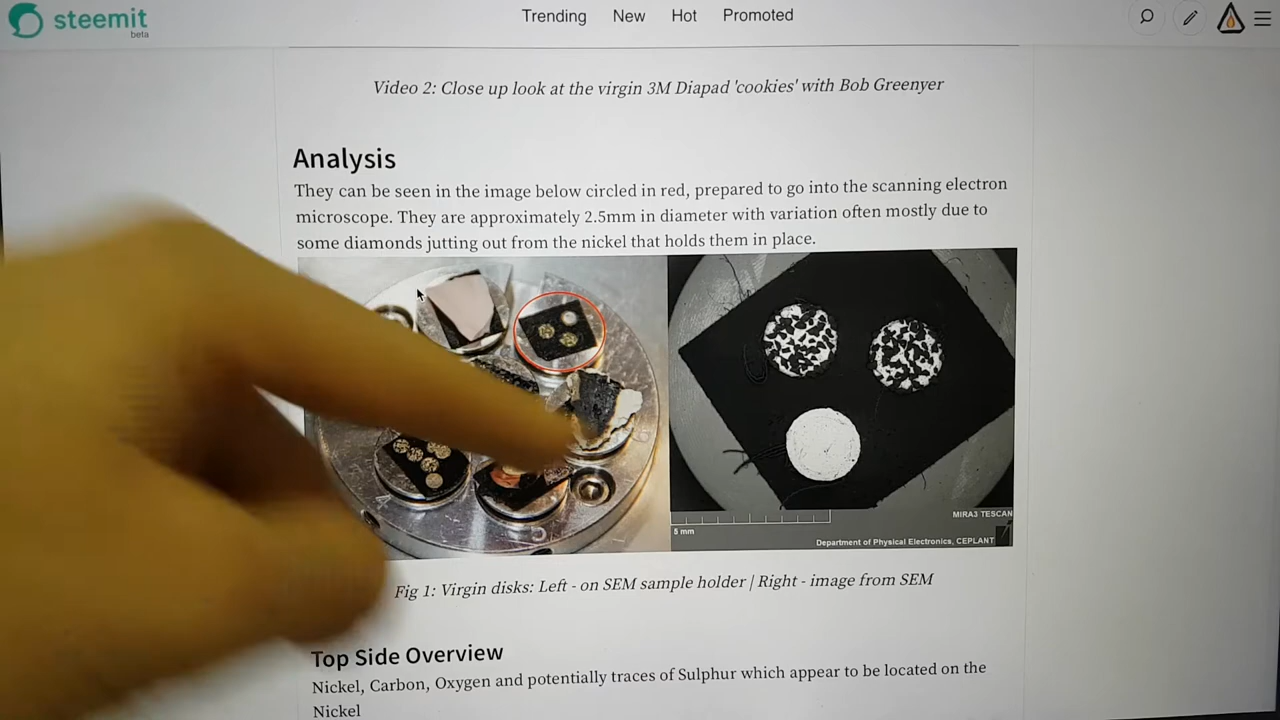 steemit
beta
Trending New Hot Promoted
Video 2: Close up look at the virgin 3M Diapad 'cookies' with Bob Greenyer
Analysis
They can be seen in the image below circled in red, prepared to go into the scanning electron
microscope. They are approximately 2.5mm in diameter with variation often mostly due to
some diamonds jutting out from the nickel that holds them in place.
5 mm
MIRA3 TESCAN
Department of Physical Electronics, CEPLANT
Fig 1: Virgin disks: Left - on SEM sample holder | Right - image from SEM
Top Side Overview
Nickel, Carbon, Oxygen and potentially traces of Sulphur which appear to be located on the
Nickel